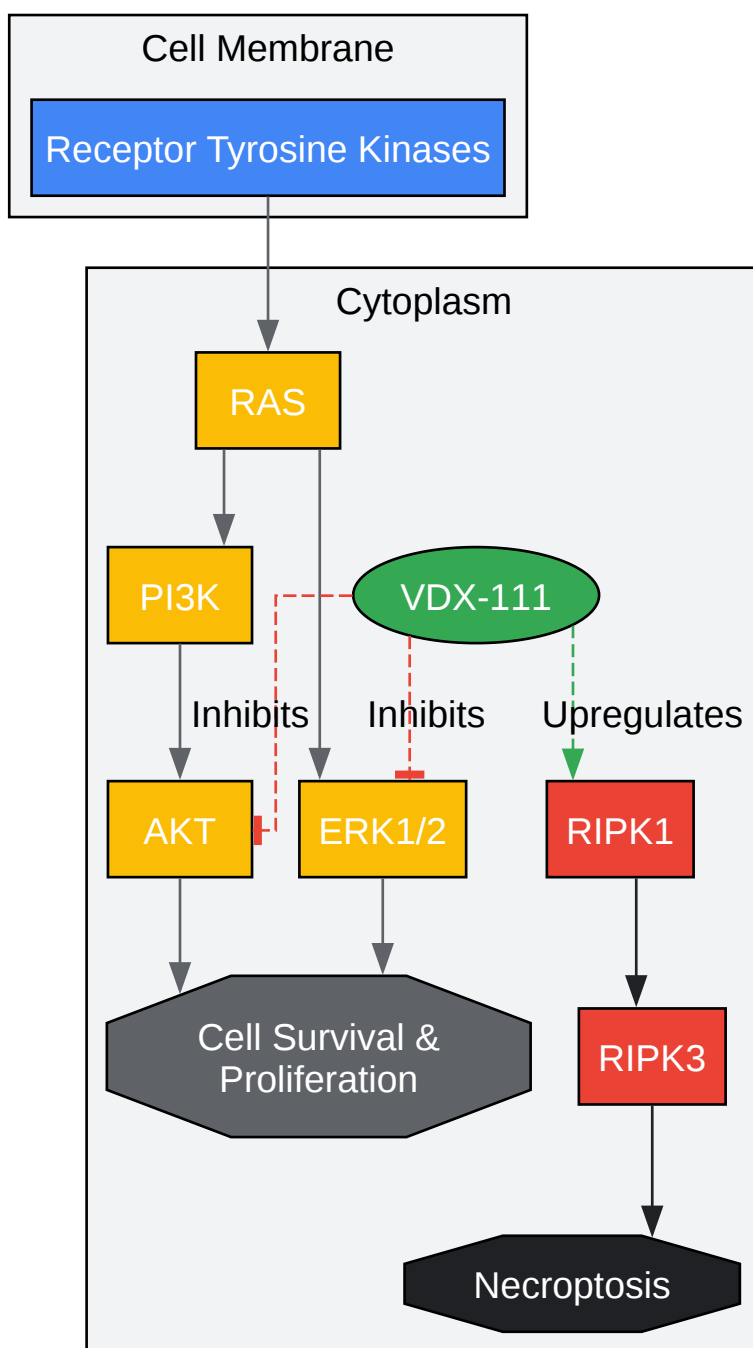 Cell Membrane
Receptor Tyrosine Kinases
Cytoplasm
RAS
PI3K
VDX-111
Inhibits
Inhibits
Upregulates
AKT
ERK1/2
RIPK1
Cell Survival &
Proliferation
RIPK3
Necroptosis